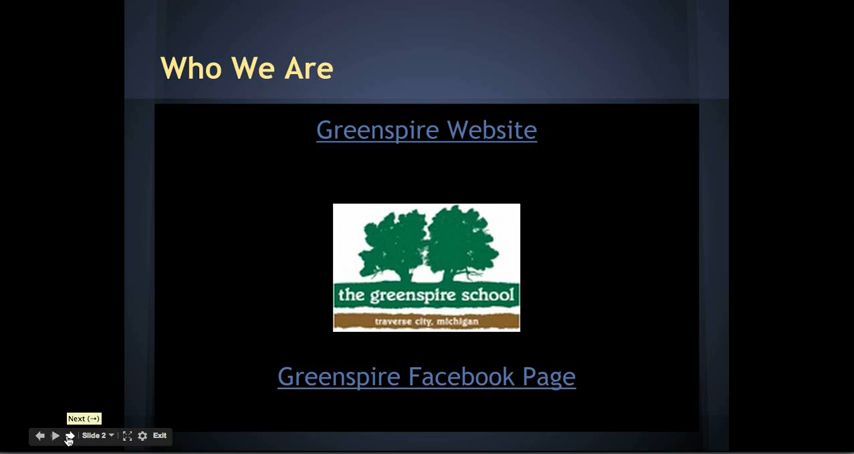 Who We Are
Greenspire Website
the greenspire school
traverse city, michigan
Greenspire Facebook Page
Next (→)
Slide 2
Exit